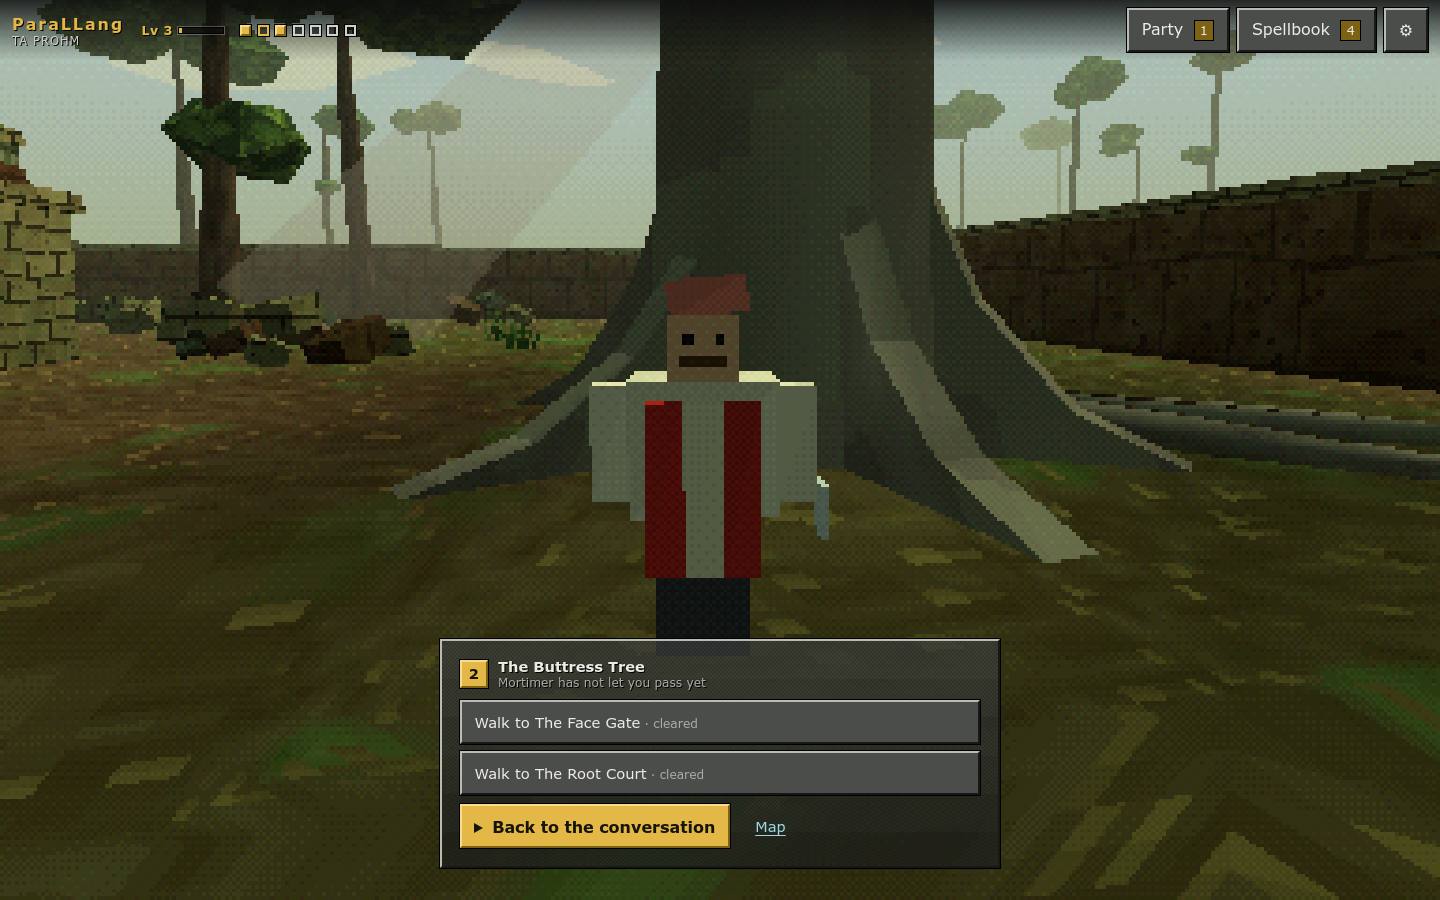 ParaLLang
TA PROHM
Lv 3
Party 1
Spellbook 4
2
The Buttress Tree
Mortimer has not let you pass yet
Walk to The Face Gate · cleared
Walk to The Root Court · cleared
Back to the conversation
Map